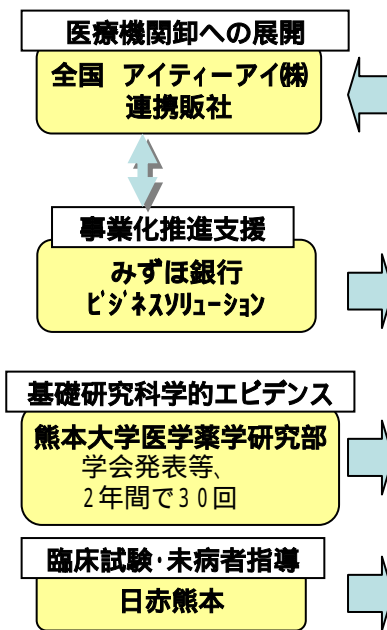 医療機関卸への展開
全国 アイティーアイ㈱
連携販社
事業化推進支援
みずほ銀行
ﾋﾞｼﾞﾈｽｿﾘｭｰｼｮﾝ
基礎研究科学的エビデンス
熊本大学医学薬学研究部
学会発表等、
2年間で30回
臨床試験・未病者指導
日赤熊本